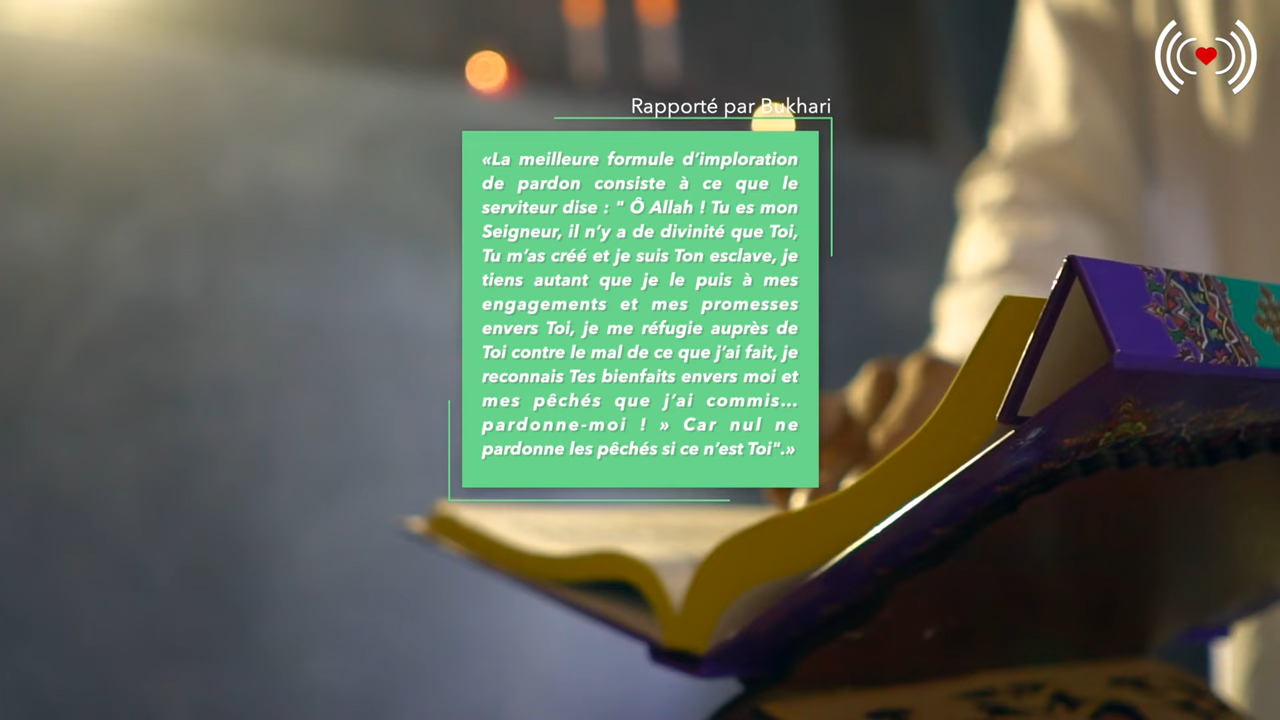 Rapporté par Bukhari
«La meilleure formule d’imploration
de pardon consiste à ce que le
serviteur dise : " Ô Allah ! Tu es mon
Seigneur, il n’y a de divinité que Toi,
Tu m’as créé et je suis Ton esclave, je
tiens autant que je le puis à mes
engagements et mes promesses
envers Toi, je me réfugie auprès de
Toi contre le mal de ce que j’ai fait, je
reconnais Tes bienfaits envers moi et
mes pêchés que j’ai commis...
pardonne-moi ! » Car nul ne
pardonne les pêchés si ce n’est Toi".»